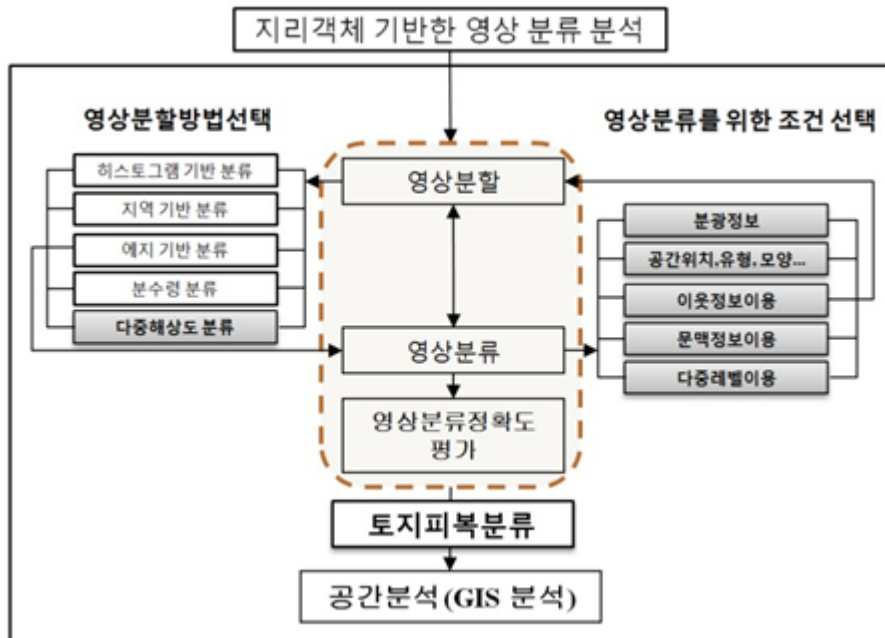 지리객체 기반한 영상 분류 분석
영상분할방법선택
히스토그램 기반 분류
지역 기반 분류
에지 기반 분류
분수령 분류
다중해상도 분류
영상분할
영상분류
영상분류정확도
평가
영상분류를 위한 조건 선택
분광정보
공간위치.유형.모양...
이웃정보이용
문맥정보이용
다중레벨이용
토지피복분류
공간분석(GIS 분석)